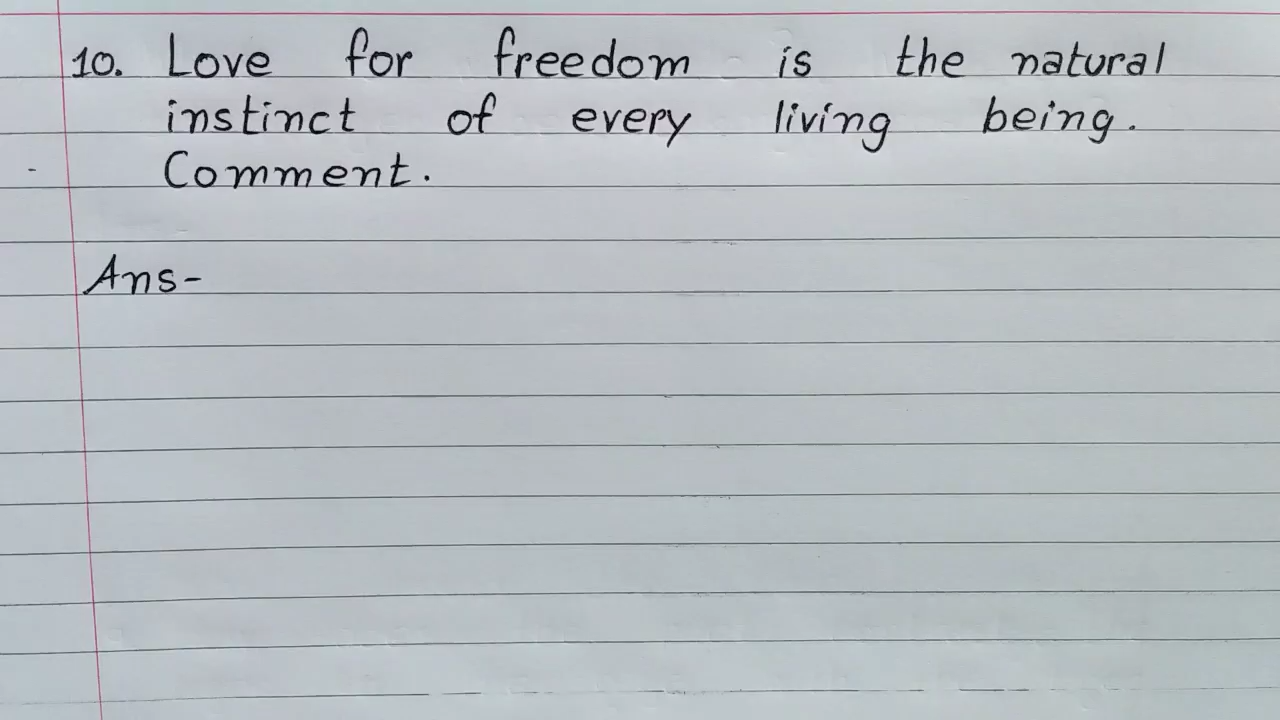 10. Love for freedom is the natural
instinct of every living being.
Comment.
Ans-